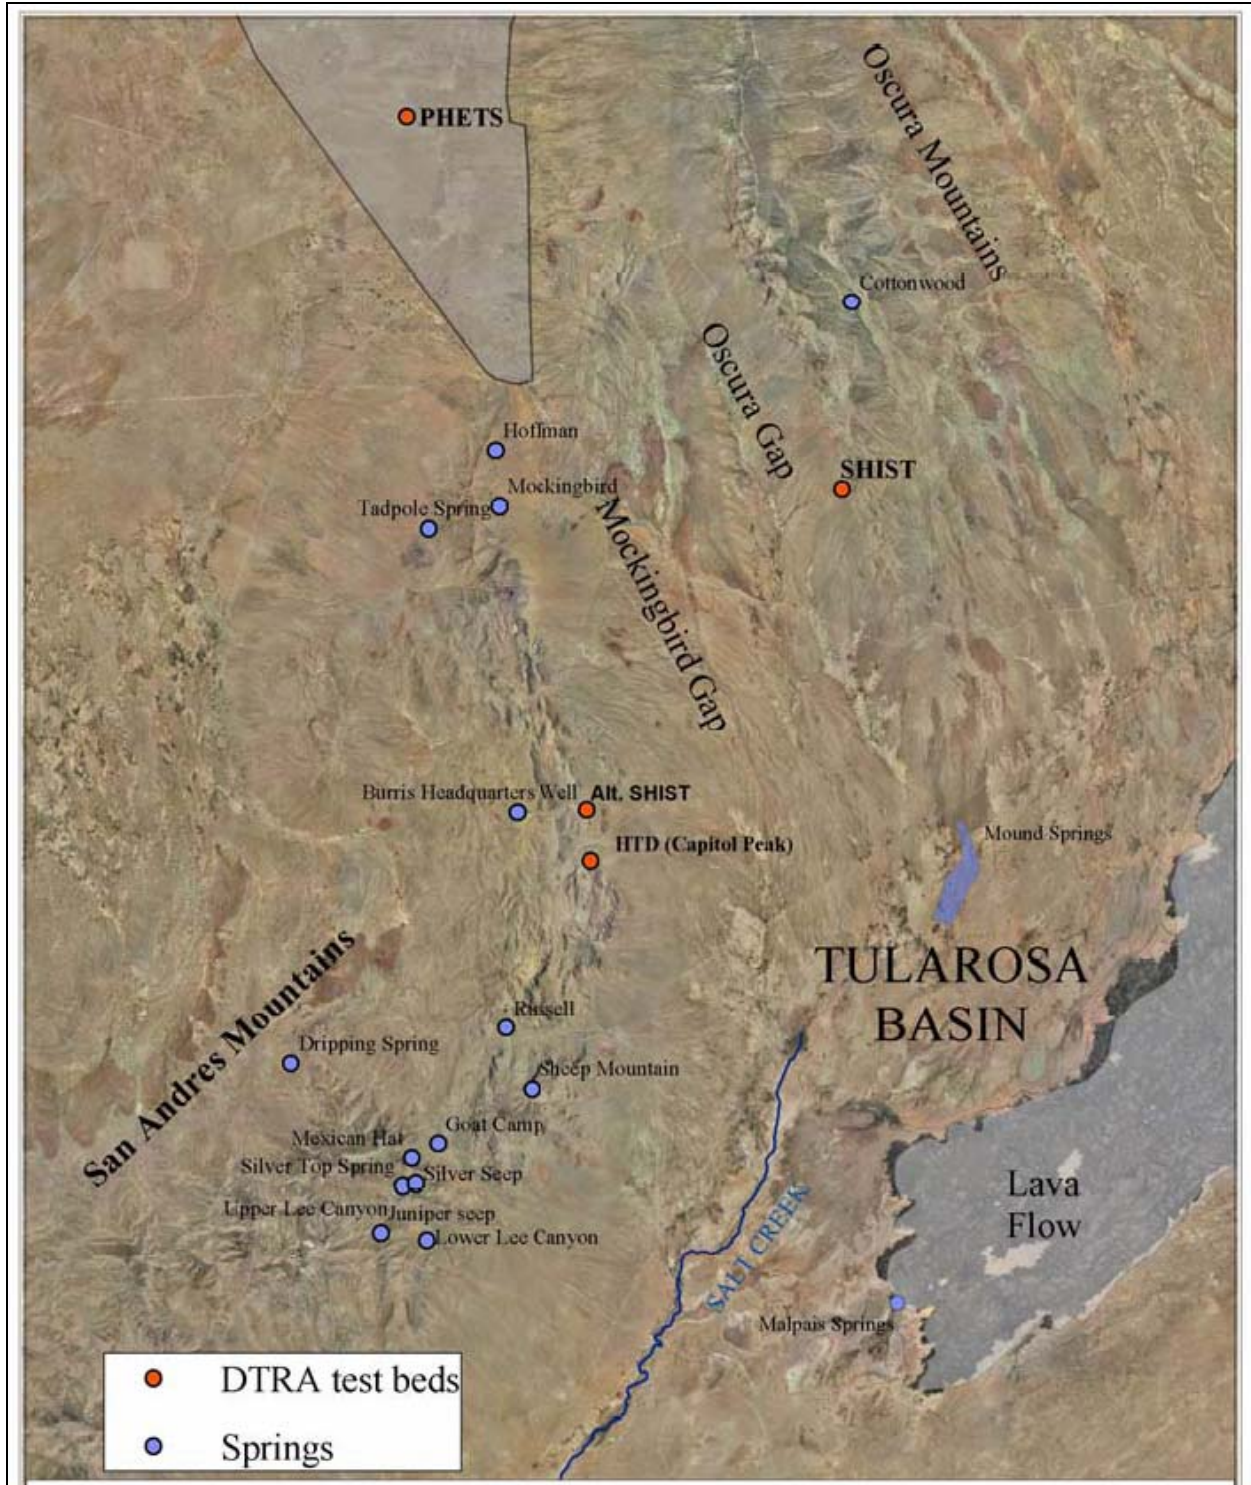 PHETS
Oscura Mountains
Cottonwood
Oscura Gap
Hoffman
SHIST
Mockingbird
Tadpole Spring
Mockingbird Gap
Burris Headquarters Well
Alt. SHIST
HTD (Capitol Peak)
Mound Springs
San Andres Mountains
TULAROSA
BASIN
Russell
Dripping Spring
Sheep Mountain
Goat Camp
Mexican Hat
Silver Top Spring
Silver Seep
Lava
Flow
Upper Lee Canyon
Juniper seep
Lower Lee Canyon
SALT CREEK
Malpais Springs
DTRA test beds
Springs